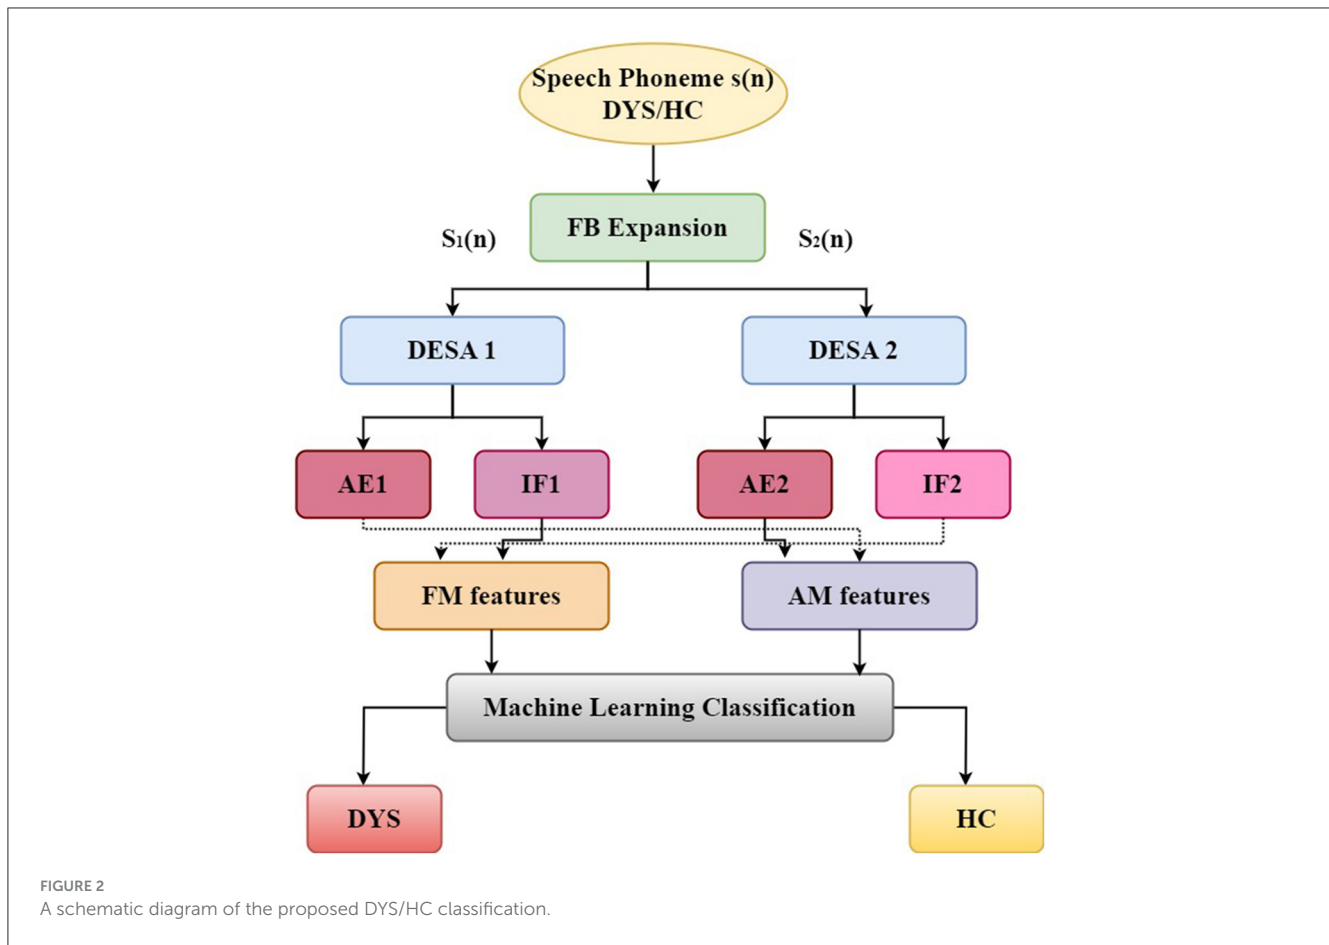 Speech Phoneme s(n)
DYS/HC
FB Expansion
S₁(n)
S₂(n)
DESA 1
DESA 2
AE1
IF1
AE2
IF2
FM features
AM features
Machine Learning Classification
DYS
HC
FIGURE 2
A schematic diagram of the proposed DYS/HC classification.